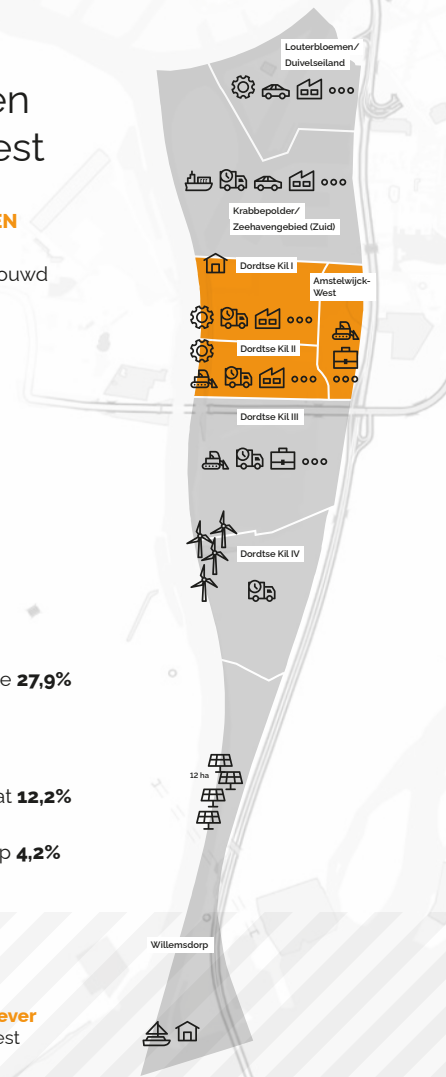 en
est
EN
ouwd
Louterbloemen/
Duivelseiland
Krabbepolder/
Zeehavengebied (Zuid)
Dordtse Kil I
Amstelwijck-
West
Dordtse Kil II
Dordtse Kil III
Dordtse Kil IV
e 27,9%
12 ha
at 12,2%
p 4,2%
Willemsdorp
ever
est